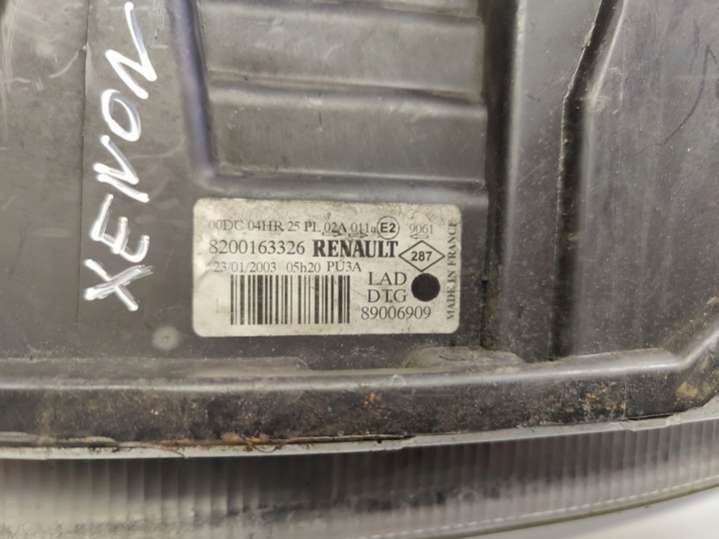 XENON
00DC 04HR 25 PL 02A 011a E2 9061
8200163326 RENAULT 287
23/01/2003 05h20 PU3A
LAD
DTG
89006909
MADE IN FRANCE